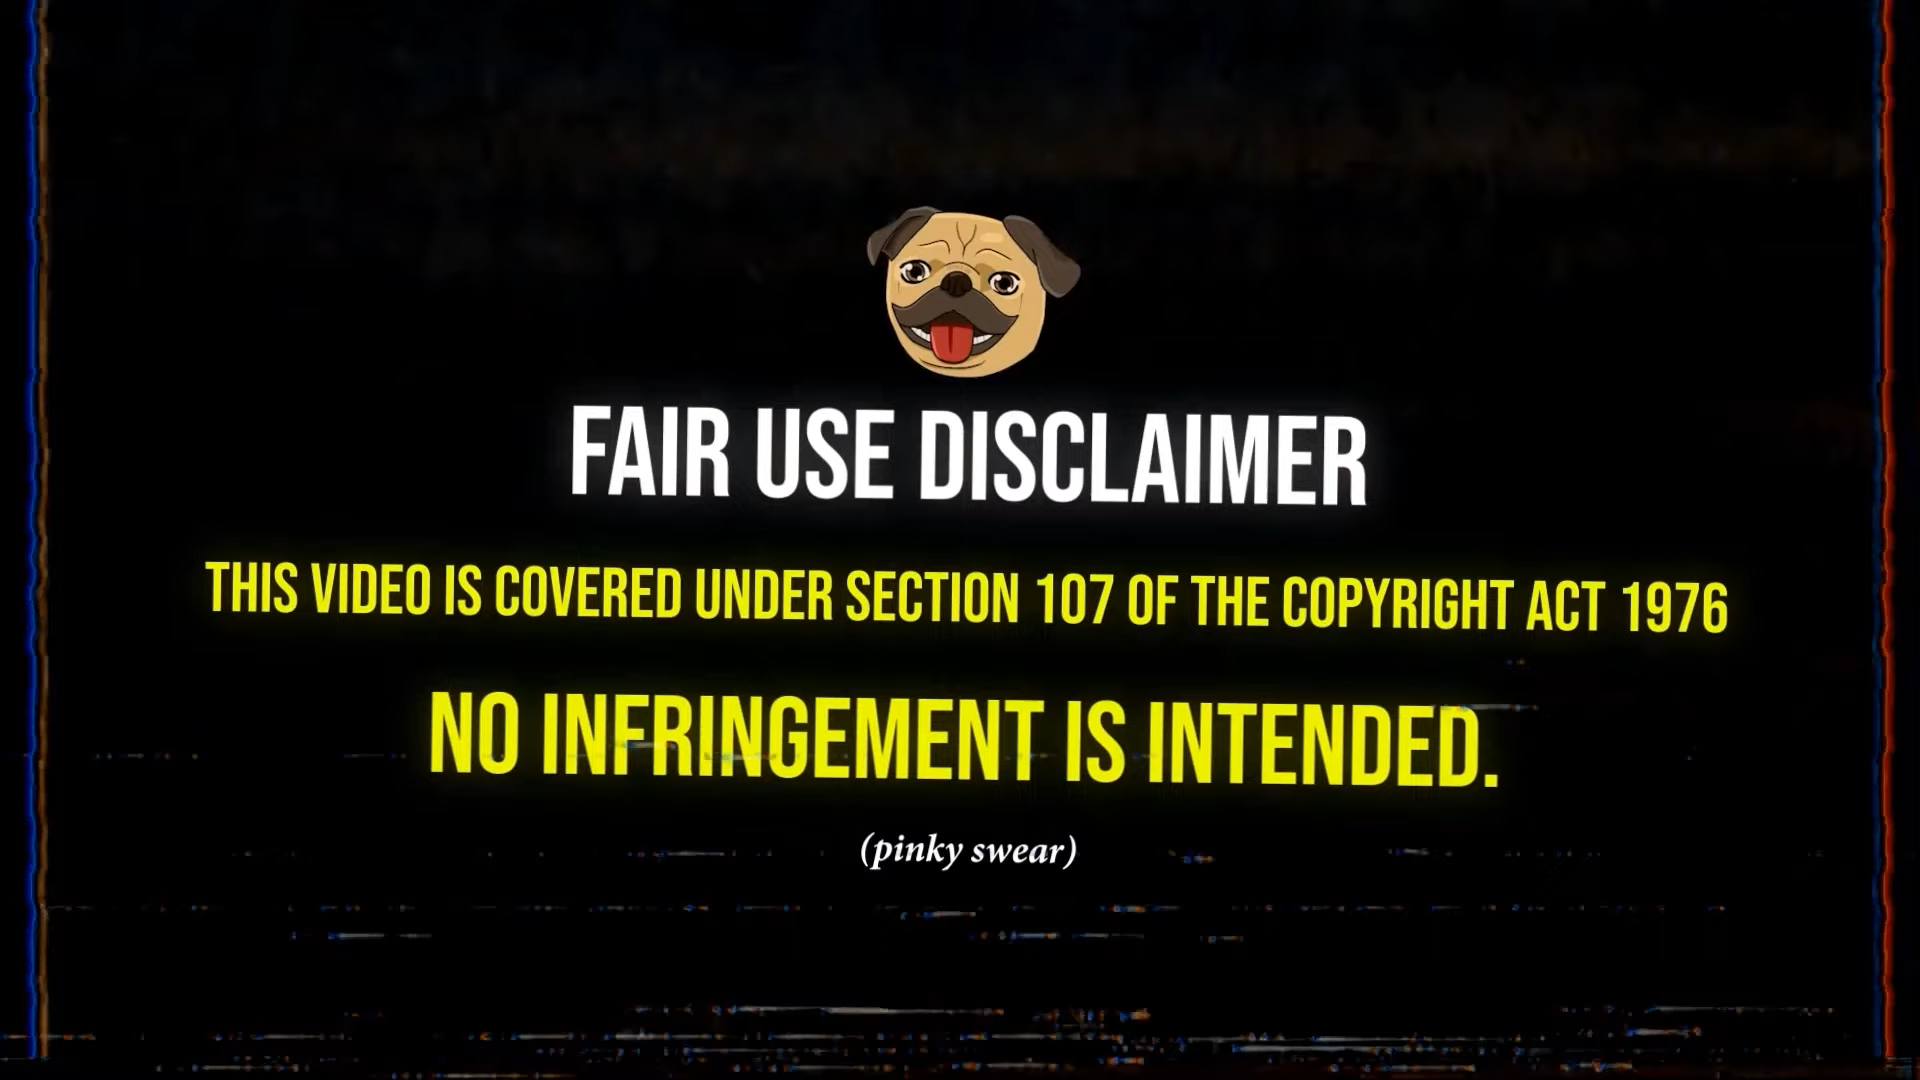 FAIR USE DISCLAIMER
THIS VIDEO IS COVERED UNDER SECTION 107 OF THE COPYRIGHT ACT 1976
NO INFRINGEMENT IS INTENDED.
(pinky swear)